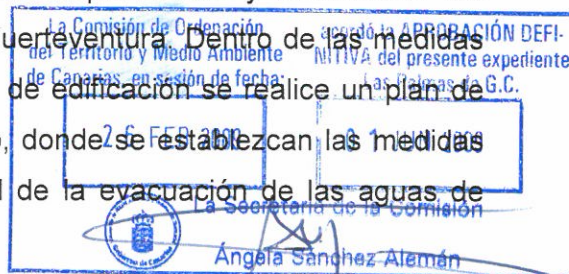 La Comisión de Ordenación
del Territorio y Medio Ambiente
de Canarias, en sesión de fecha:
acordó la APROBACIÓN DEFI-
NITIVA del presente expediente
Las Palmas de G.C.
uerteventura. Dentro de las medidas
de edificación se realice un plan de
donde se establezcan las medidas
de la evacuación de las aguas de
26 FEB
01
La Secretaria de la Comisión
Ángela Sánchez Alemán